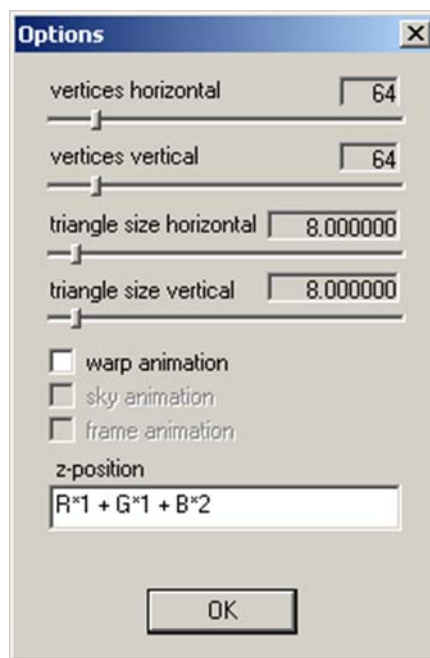 Options
vertices horizontal 64
vertices vertical 64
triangle size horizontal 8.000000
triangle size vertical 8.000000
warp animation
sky animation
frame animation
z-position
R*1 + G*1 + B*2
OK